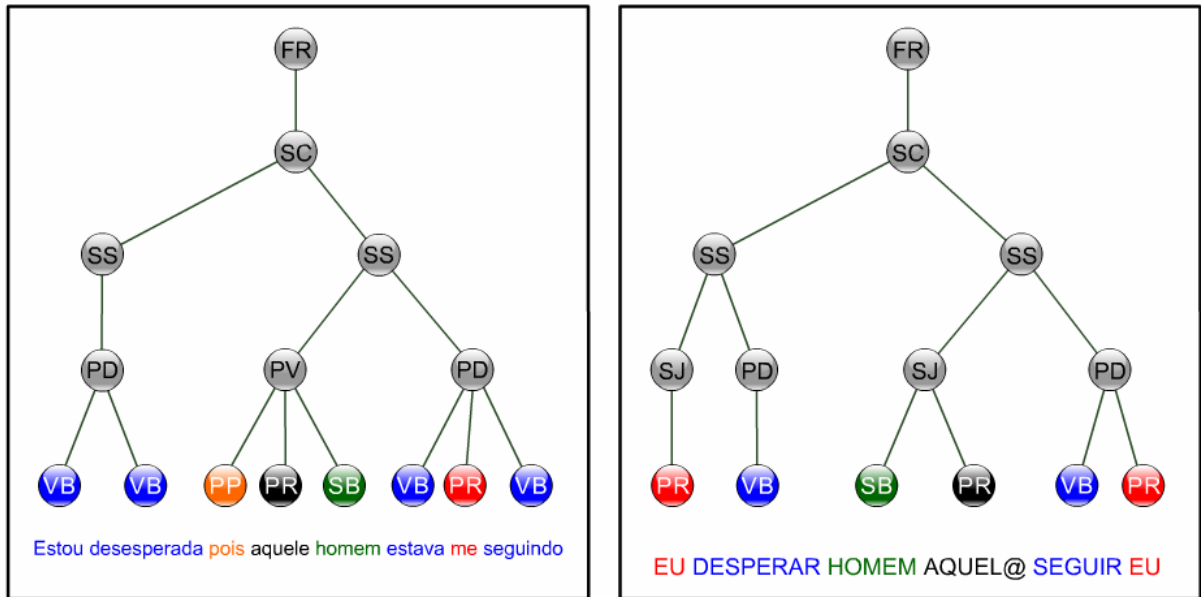 FR
SC
SS SS
PD PV PD
VB VB PP PR SB VB PR VB
Estou desesperada pois aquele homem estava me seguindo
FR
SC
SS SS
SJ PD SJ PD
PR VB SB PR VB PR
EU DESPERAR HOMEM AQUEL@ SEGUIR EU